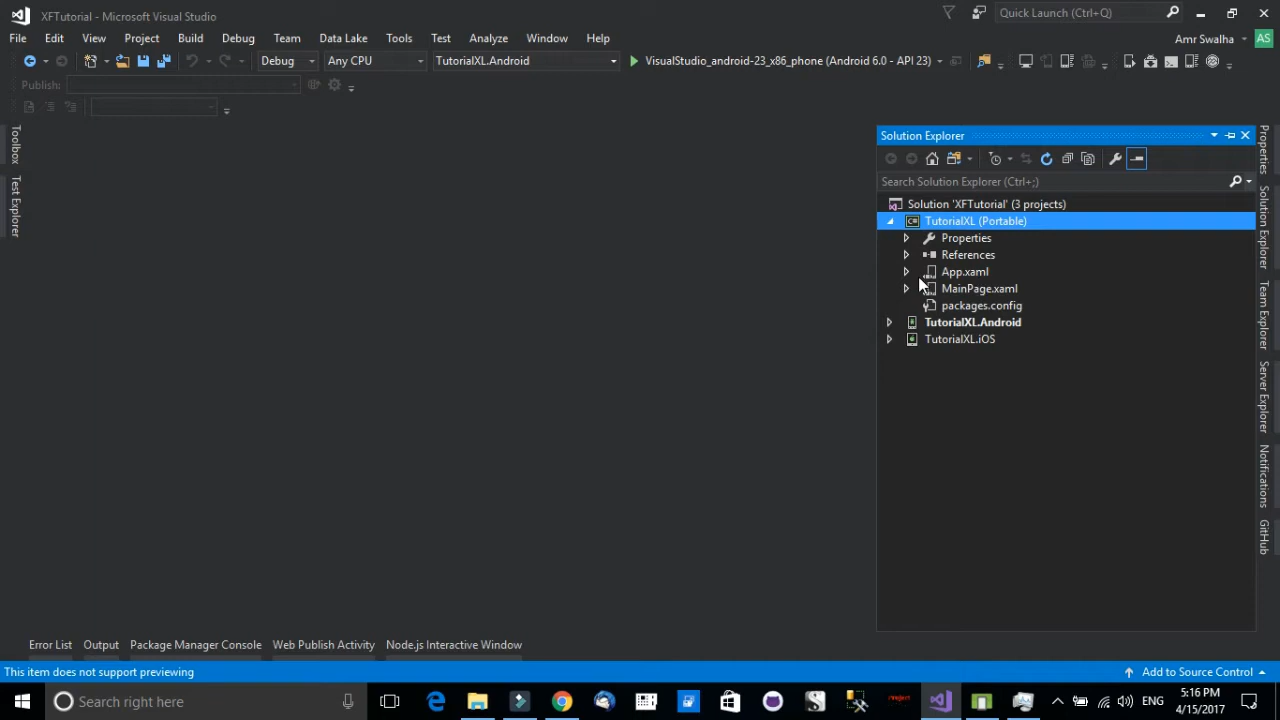 XFTutorial - Microsoft Visual Studio
Quick Launch (Ctrl+Q)
File Edit View Project Build Debug Team Data Lake Tools Test Analyze Window Help
Amr Swalha AS
Debug Any CPU TutorialXL.Android VisualStudio_android-23_x86_phone (Android 6.0 - API 23)
Publish:
Toolbox
Test Explorer
Solution Explorer
Search Solution Explorer (Ctrl+;)
Solution 'XFTutorial' (3 projects)
TutorialXL (Portable)
Properties
References
App.xaml
MainPage.xaml
packages.config
TutorialXL.Android
TutorialXL.iOS
Properties
Solution Explorer
Team Explorer
Server Explorer
Notifications
GitHub
Error List Output Package Manager Console Web Publish Activity Node.js Interactive Window
This item does not support previewing
Add to Source Control
Search right here
ENG
5:16 PM
4/15/2017